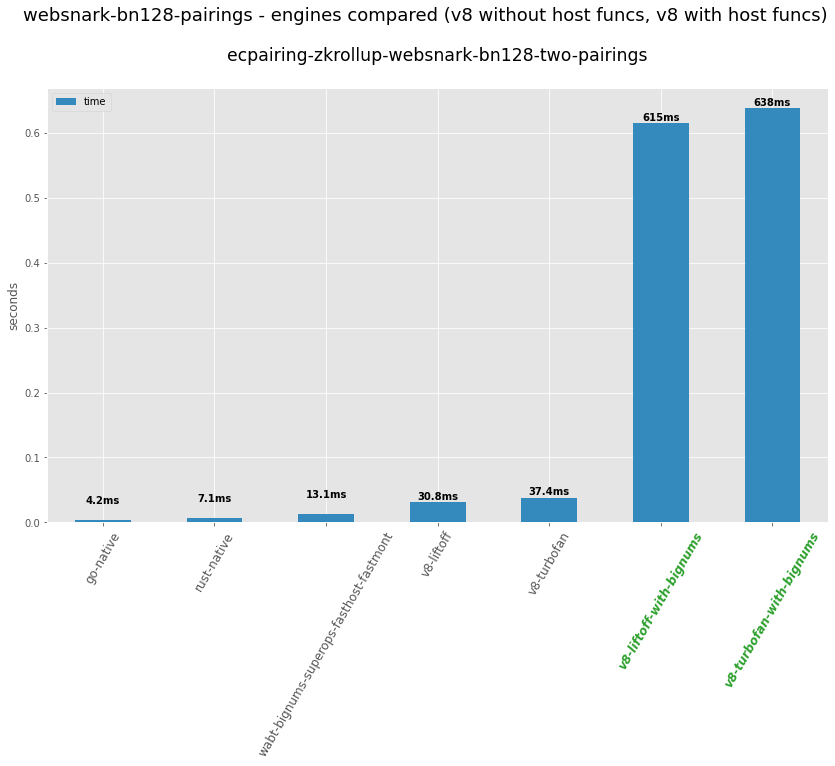 websnark-bn128-pairings - engines compared (v8 without host funcs, v8 with host funcs)
ecpairing-zkrollup-websnark-bn128-two-pairings
time
seconds
0.6
0.5
0.4
0.3
0.2
0.1
0.0
4.2ms
7.1ms
13.1ms
30.8ms
37.4ms
615ms
638ms
go-native
rust-native
wabt-bignums-superops-fasthost-fastmont
v8-liftoff
v8-turbofan
v8-liftoff-with-bignums
v8-turbofan-with-bignums